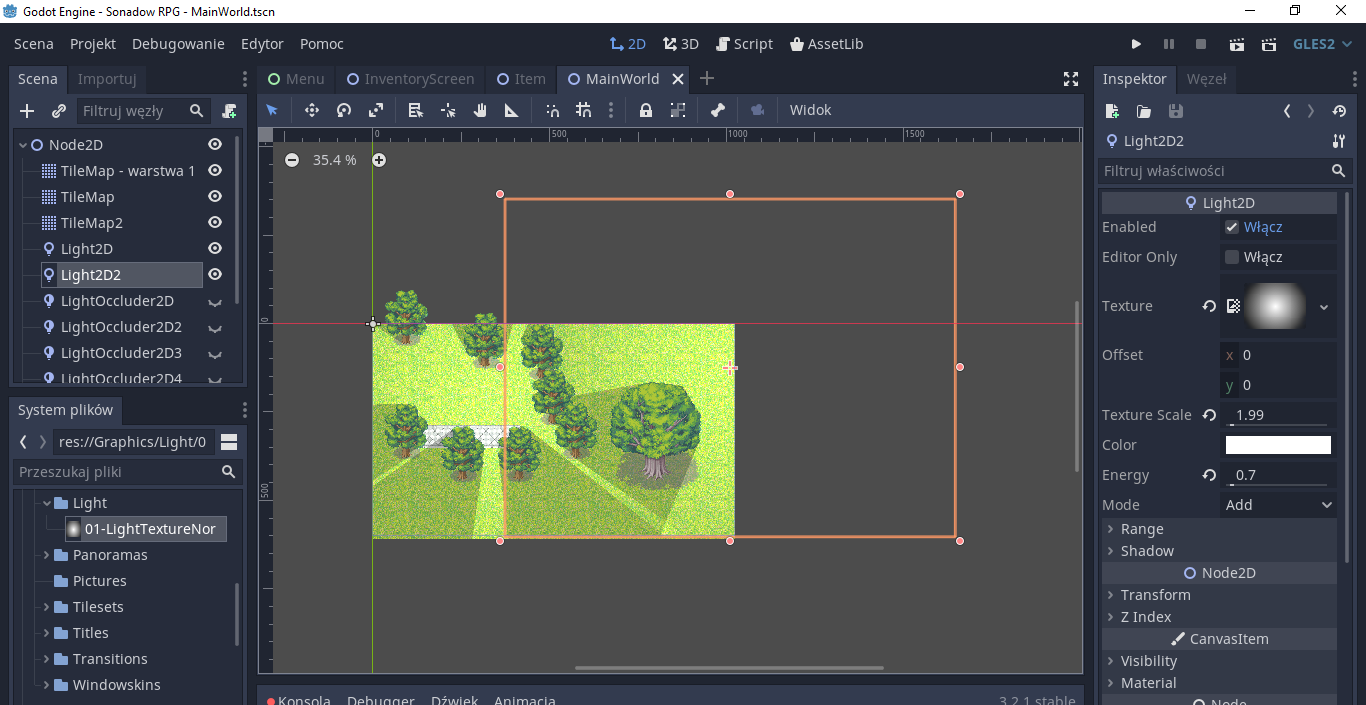 Godot Engine - Sonadow RPG - MainWorld.tscn
Scena Projekt Debugowanie Edytor Pomoc
2D 3D Script AssetLib
GLES2
Scena Importuj
Filtruj węzły
Node2D
TileMap - warstwa 1
TileMap
TileMap2
Light2D
Light2D2
LightOccluder2D
LightOccluder2D2
LightOccluder2D3
LightOccluder2D4
System plików
res://Graphics/Light/0
Przeszukaj pliki
Light
01-LightTextureNor
Panoramas
Pictures
Tilesets
Titles
Transitions
Windowskins
Menu InventoryScreen Item MainWorld
Widok
0 500 1000 1500
35.4 %
0
500
Konsola Debugger Dźwięk Animacja
3.2.1.stable
Inspektor Węzeł
Light2D2
Filtruj właściwości
Light2D
Enabled Włącz
Editor Only Włącz
Texture
Offset x 0
y 0
Texture Scale 1.99
Color
Energy 0.7
Mode Add
Range
Shadow
Node2D
Transform
Z Index
CanvasItem
Visibility
Material
Node